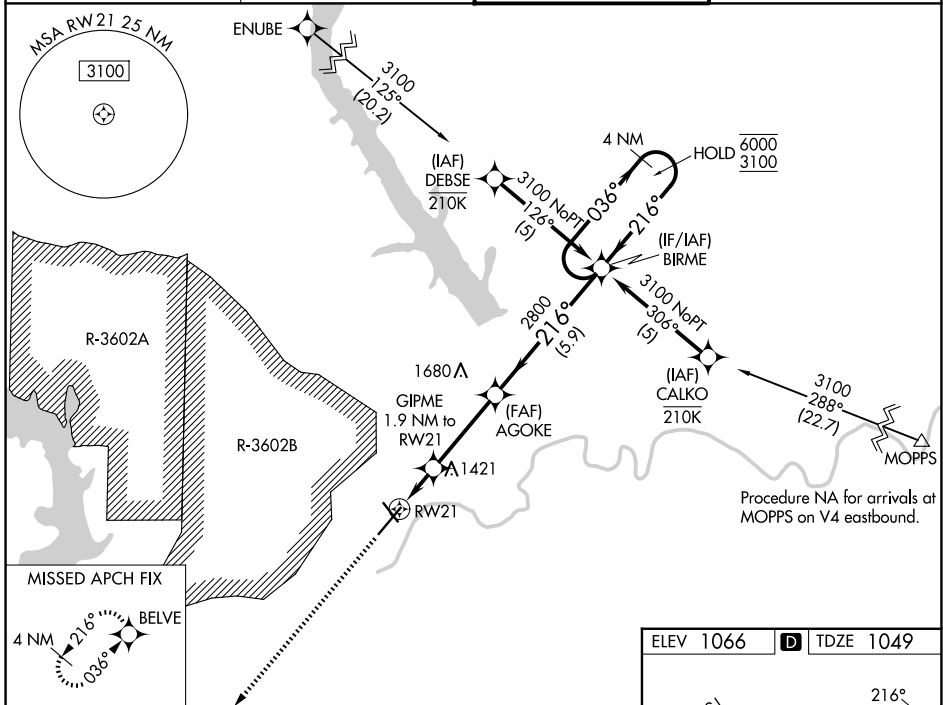 MSA RW21 25 NM
3100
ENUBE
3100
125°
(20.2)
(IAF)
DEBSE
210K
3100 NoPT
126°
(5)
4 NM
HOLD 6000
3100
036°
216°
(IF/IAF)
BIRME
3100 NoPT
306°
(5)
(IAF)
CALKO
210K
3100
288°
(22.7)
MOPPS
Procedure NA for arrivals at
MOPPS on V4 eastbound.
2800
216°
(5.9)
1680
(FAF)
AGOKE
GIPME
1.9 NM to
RW21
1421
RW21
R-3602A
R-3602B
MISSED APCH FIX
BELVE
4 NM
216°
036°
ELEV 1066 D TDZE 1049
216°